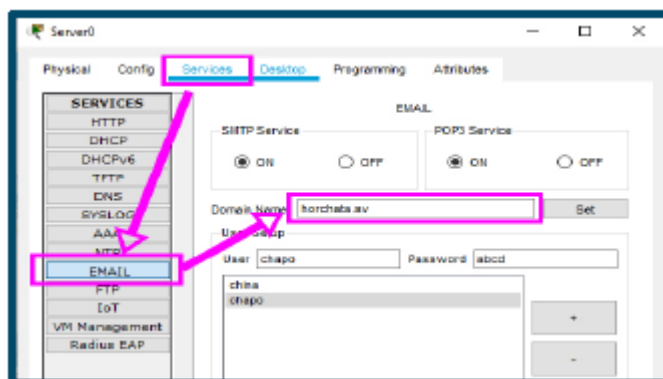 Server0
Physical Config Services Desktop Programming Attributes
SERVICES
HTTP
DHCP
DHCPv6
TFTP
DNS
SYSLOG
AAA
NTP
EMAIL
FTP
IoT
VM Management
Radius EAP
EMAIL
SMTP Service
ON OFF
POP3 Service
ON OFF
Domain Name horchata.sv Set
User Setup
User chapo Password abcd
china
chapo
+
-